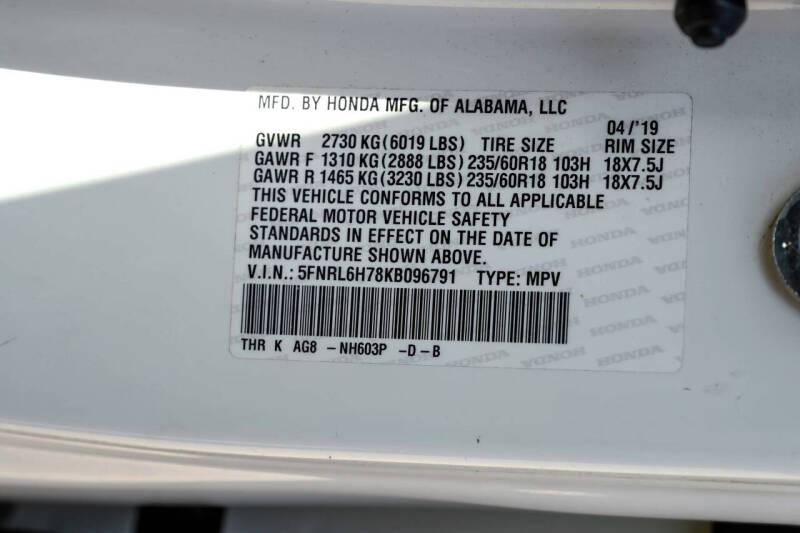 MFD. BY HONDA MFG. OF ALABAMA, LLC
04/'19
GVWR 2730 KG(6019 LBS) TIRE SIZE RIM SIZE
GAWR F 1310 KG(2888 LBS)235/60R18 103H 18X7.5J
GAWR R 1465 KG(3230 LBS)235/60R18 103H 18X7.5J
THIS VEHICLE CONFORMS TO ALL APPLICABLE
FEDERAL MOTOR VEHICLE SAFETY
STANDARDS IN EFFECT ON THE DATE OF
MANUFACTURE SHOWN ABOVE.
V.I.N.: 5FNRL6H78KB096791 TYPE: MPV
THR K AG8 -NH603P -D-B